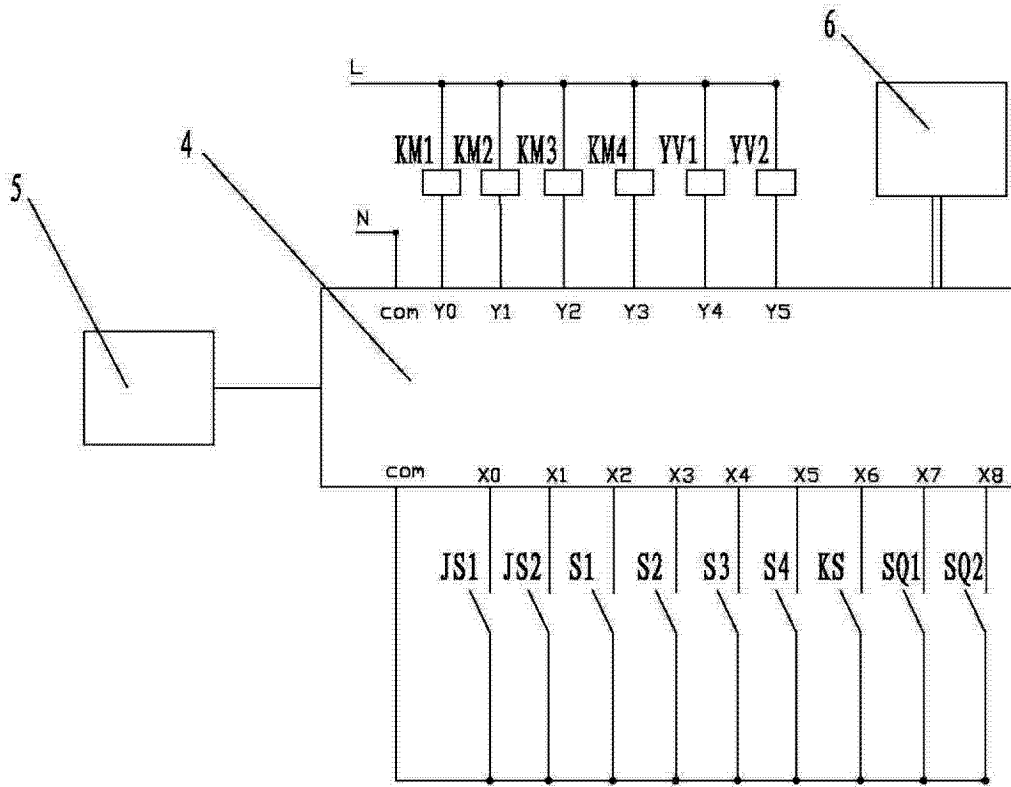 6
L
4
KM1 KM2 KM3 KM4 YV1 YV2
5
N
com Y0 Y1 Y2 Y3 Y4 Y5
com X0 X1 X2 X3 X4 X5 X6 X7 X8
JS1 JS2 S1 S2 S3 S4 KS SQ1 SQ2